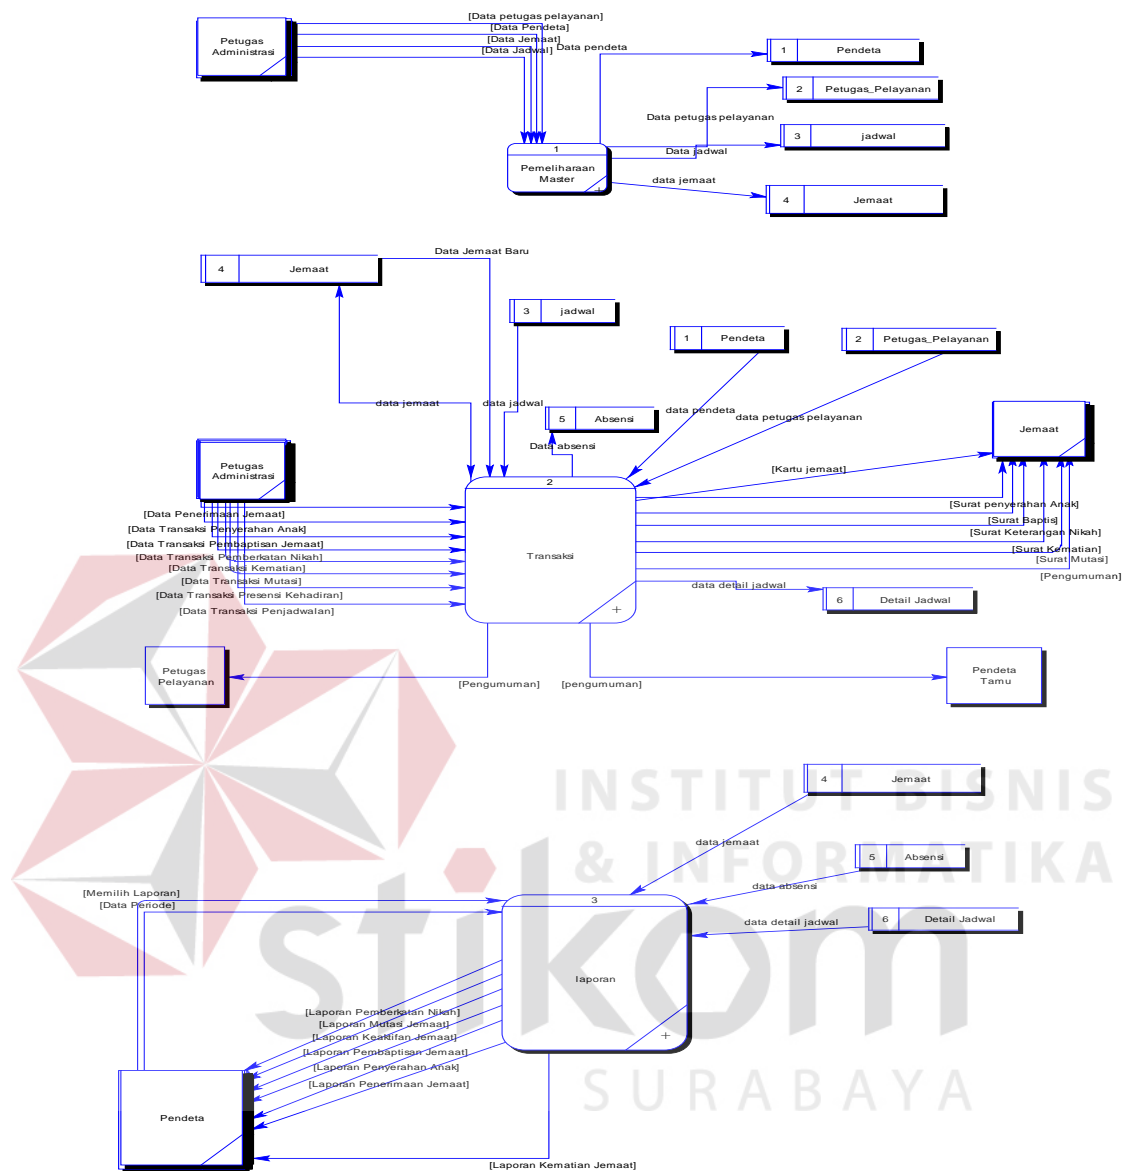 [Data petugas pelayanan]
[Data Pendeta]
[Data Jemaat]
[Data Jadwal]
Data pendeta
Petugas
Administrasi
1 Pendeta
2 Petugas_Pelayanan
Data petugas pelayanan
3 jadwal
Data jadwal
1
Pemeliharaan
Master
+
data jemaat
4 Jemaat
Data Jemaat Baru
4 Jemaat
3 jadwal
1 Pendeta
2 Petugas_Pelayanan
data jemaat
data jadwal
data pendeta
data petugas pelayanan
5 Absensi
Data absensi
Jemaat
Petugas
Administrasi
[Kartu jemaat]
2
Transaksi
+
[Data Penerimaan Jemaat]
[Data Transaksi Penyerahan Anak]
[Data Transaksi Pembaptisan Jemaat]
[Data Transaksi Pemberkatan Nikah]
[Data Transaksi Kematian]
[Data Transaksi Mutasi]
[Data Transaksi Presensi Kehadiran]
[Data Transaksi Penjadwalan]
[Surat penyerahan Anak]
[Surat Baptis]
[Surat Keterangan Nikah]
[Surat Kematian]
[Surat Mutasi]
[Pengumuman]
data detail jadwal
6 Detail Jadwal
Petugas
Pelayanan
[Pengumuman]
[pengumuman]
Pendeta
Tamu
INSTITUT BISNIS
& INFORMATIKA
stikom
SURABAYA
4 Jemaat
data jemaat
5 Absensi
data absensi
6 Detail Jadwal
data detail jadwal
[Memilih Laporan]
[Data Periode]
3
laporan
+
[Laporan Pemberkatan Nikah]
[Laporan Mutasi Jemaat]
[Laporan Keaktifan Jemaat]
[Laporan Pembaptisan Jemaat]
[Laporan Penyerahan Anak]
[Laporan Penerimaan Jemaat]
Pendeta
[Laporan Kematian Jemaat]